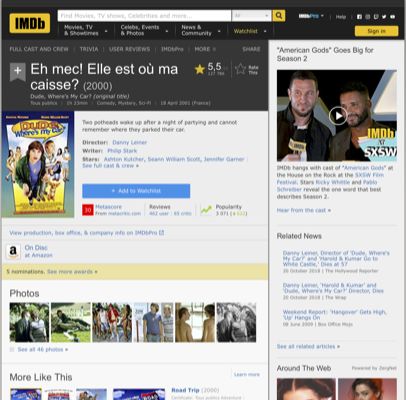 IMDb
Find Movies, TV shows, Celebrities and more...
All
IMDbPro
Help
Movies, TV
& Showtimes
Celebs, Events
& Photos
News &
Community
Watchlist
Sign in
FULL CAST AND CREW | TRIVIA | USER REVIEWS | IMDbPro | MORE
SHARE
Eh mec! Elle est où ma
caisse? (2000)
Dude, Where's My Car? (original title)
Tous publics | 1h 23min | Comedy, Mystery, Sci-Fi | 18 April 2001 (France)
5,5
Rate
This
Two potheads wake up after a night of partying and cannot
remember where they parked their car.
Director: Danny Leiner
Writer: Philip Stark
Stars: Ashton Kutcher, Seann William Scott, Jennifer Garner
See full cast & crew »
+ Add to Watchlist
30
Metascore
From metacritic.com
Reviews
462 user | 65 critic
Popularity
View production, box office, & company info on IMDbPro
On Disc
at Amazon
5 nominations. See more awards »
Photos
See all 46 photos »
More Like This
Learn more
Road Trip (2000)
"American Gods" Goes Big for
Season 2
IMDb
SXSW
IMDb hangs with cast of "American Gods" at
the House on the Rock at the SXSW Film
Festival. Stars Ricky Whittle and Pablo
Schreiber reveal the one word that best
describes Season 2.
Hear from the cast »
Related News
Danny Leiner, Director of 'Dude, Where's
My Car?' and 'Harold & Kumar Go to
White Castle,' Dies at 57
20 October 2018 | The Hollywood Reporter
Danny Leiner, 'Harold & Kumar' and
'Dude, Where's My Car?' Director, Dies
20 October 2018 | The Wrap
Weekend Report: 'Hangover' Gets High,
'Up' Hangs On
08 June 2009 | Box Office Mojo
See all related articles »
Around The Web
Powered by ZergNet